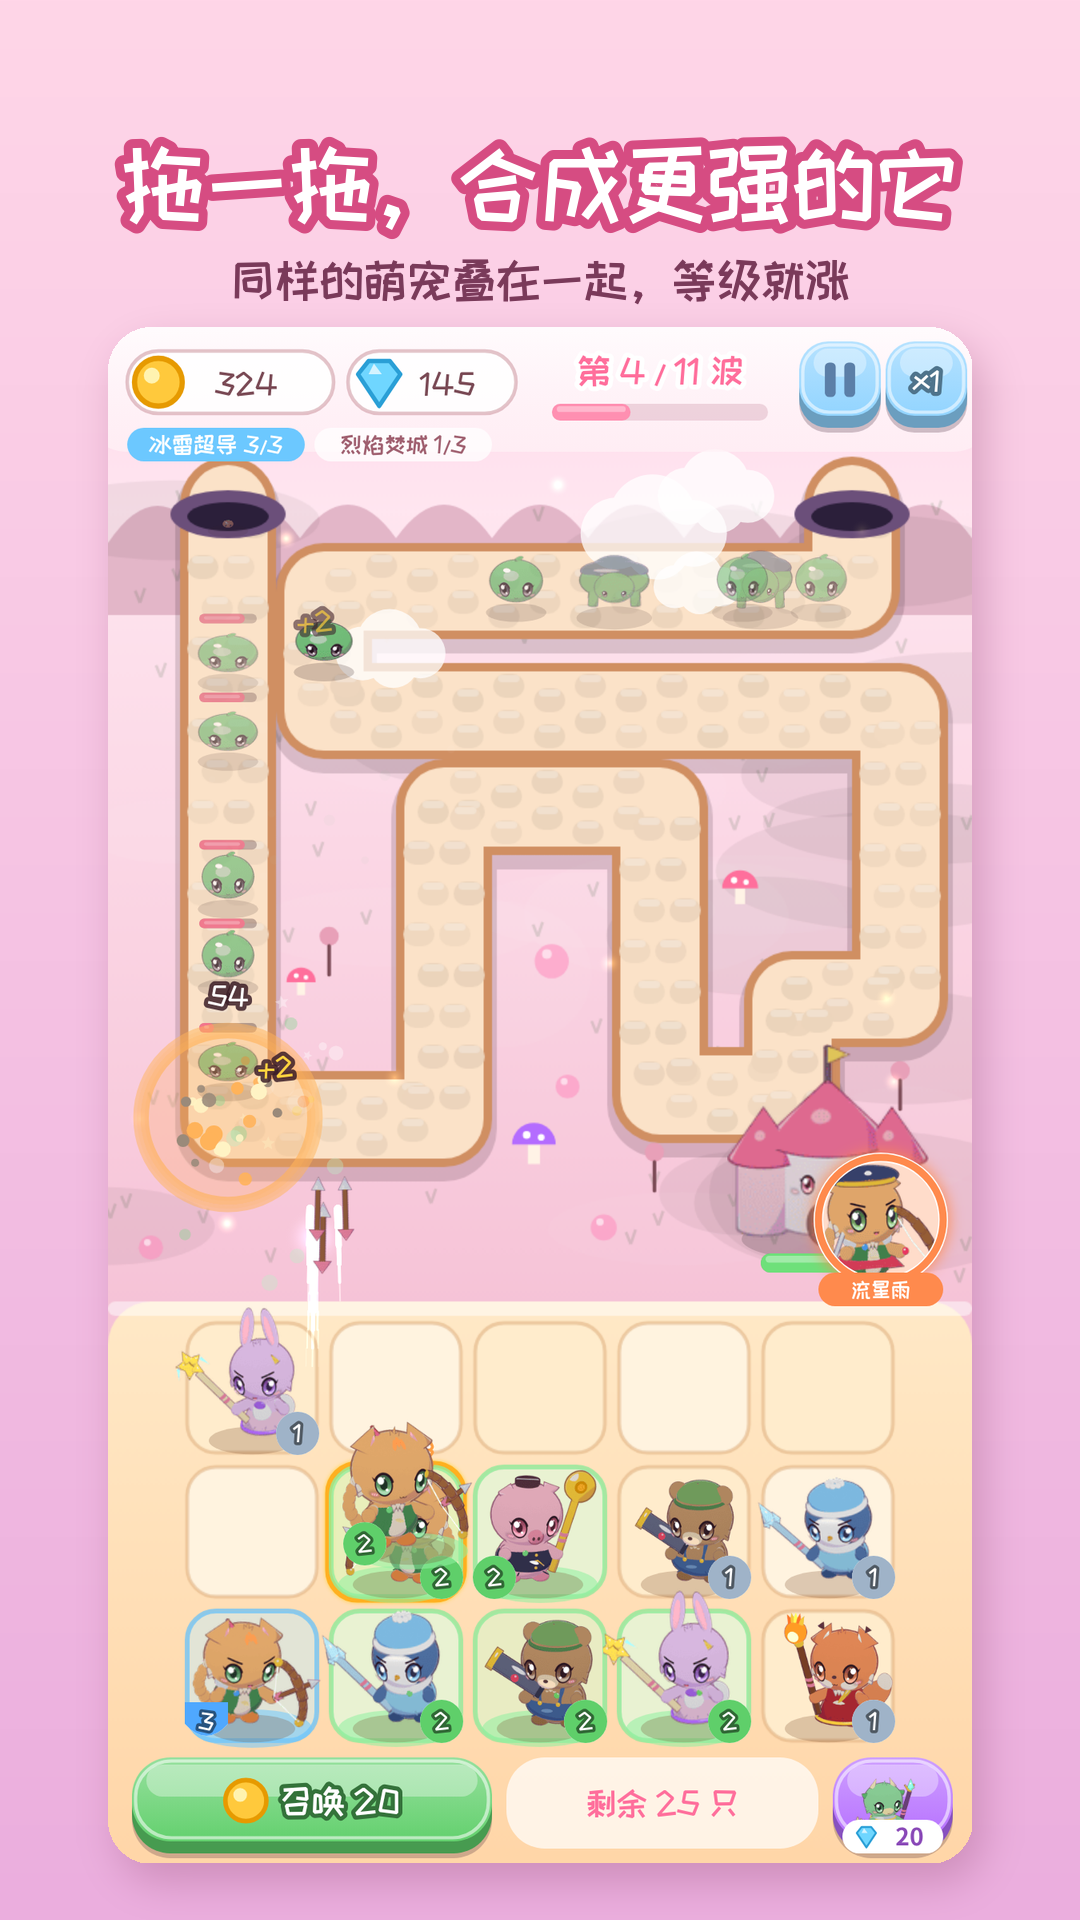 拖一拖，合成更强的它
同样的萌宠叠在一起，等级就涨
324
145
第 4 / 11 波
×1
冰雷超导 3/3
烈焰焚城 1/3
+2
54
+2
流星雨
1
2
2
2
1
1
3
2
2
2
1
召唤 20
剩余 25 只
20